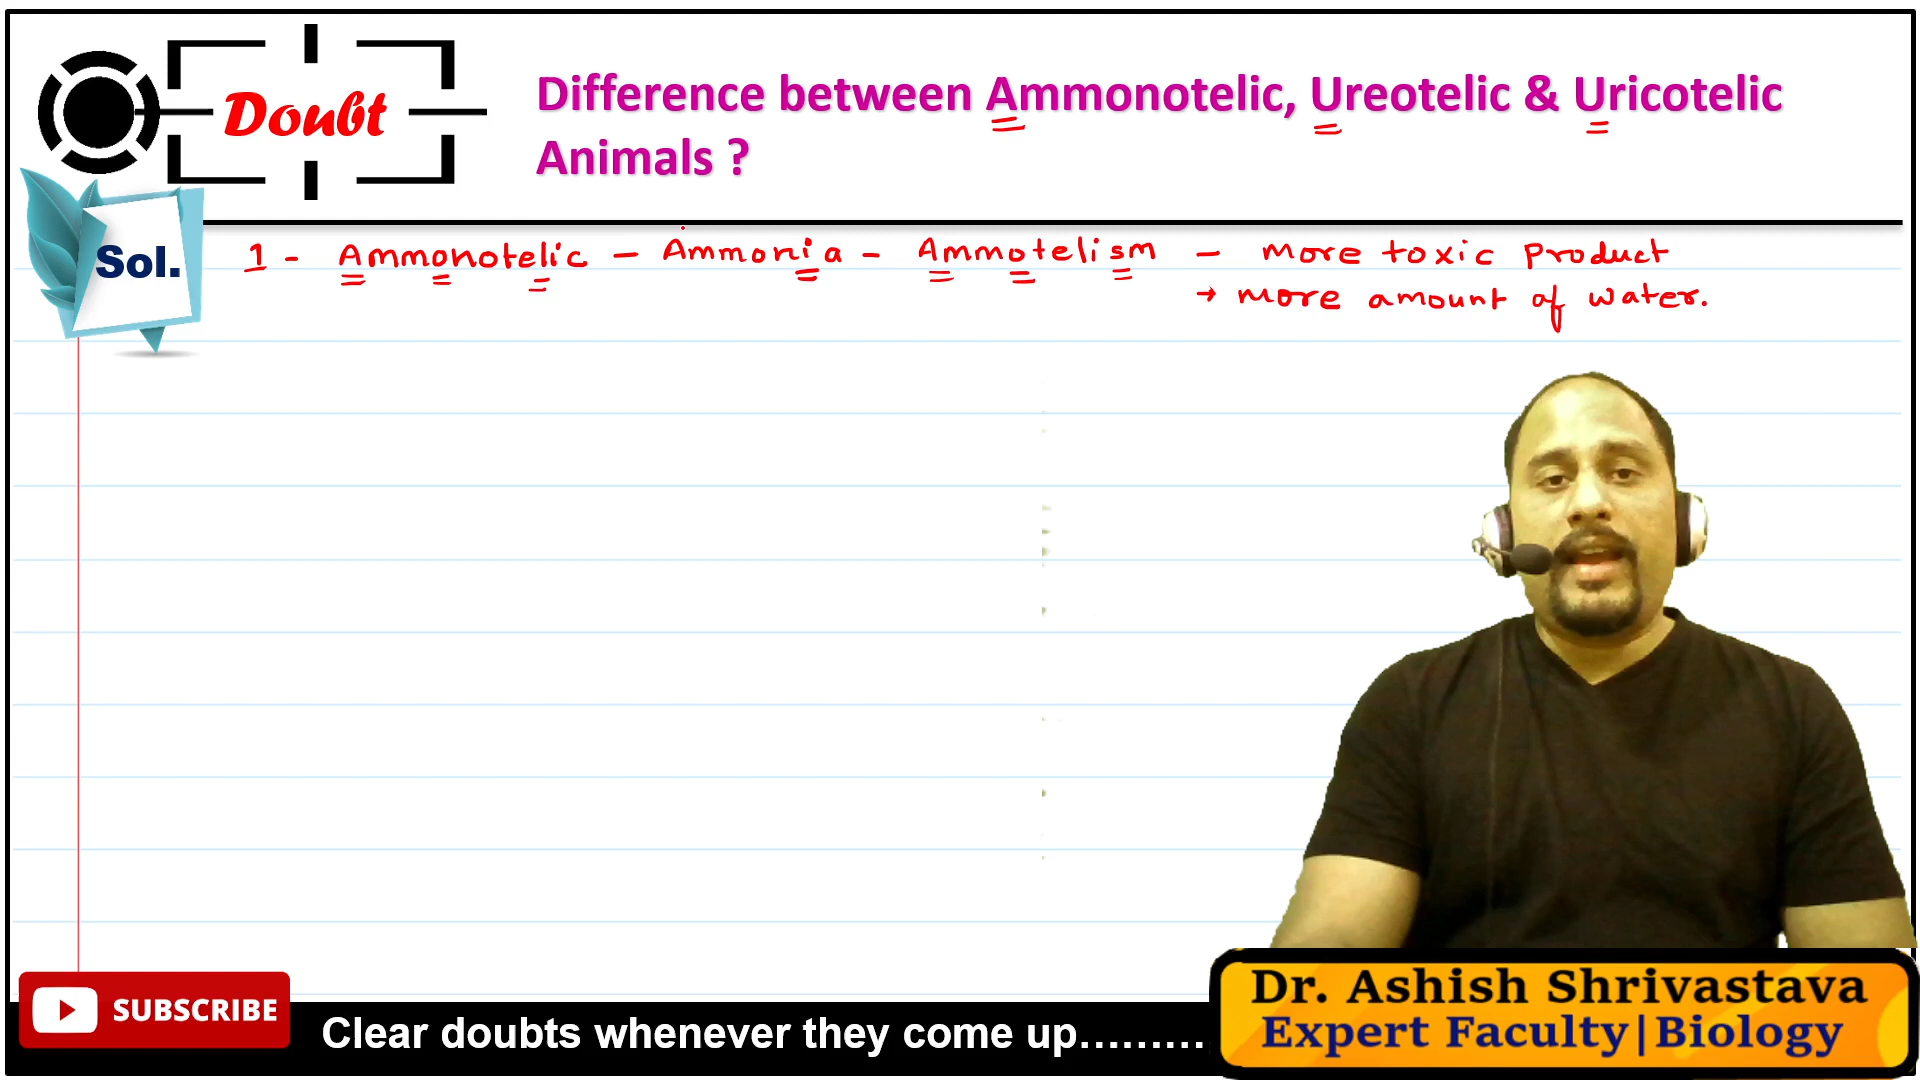 Doubt
Difference between Ammonotelic, Ureotelic & Uricotelic
Animals ?
Sol.
1 - Ammonotelic - Ammonia - Ammotelism - more toxic product
→ more amount of water.
SUBSCRIBE
Clear doubts whenever they come up.........
Dr. Ashish Shrivastava
Expert Faculty|Biology